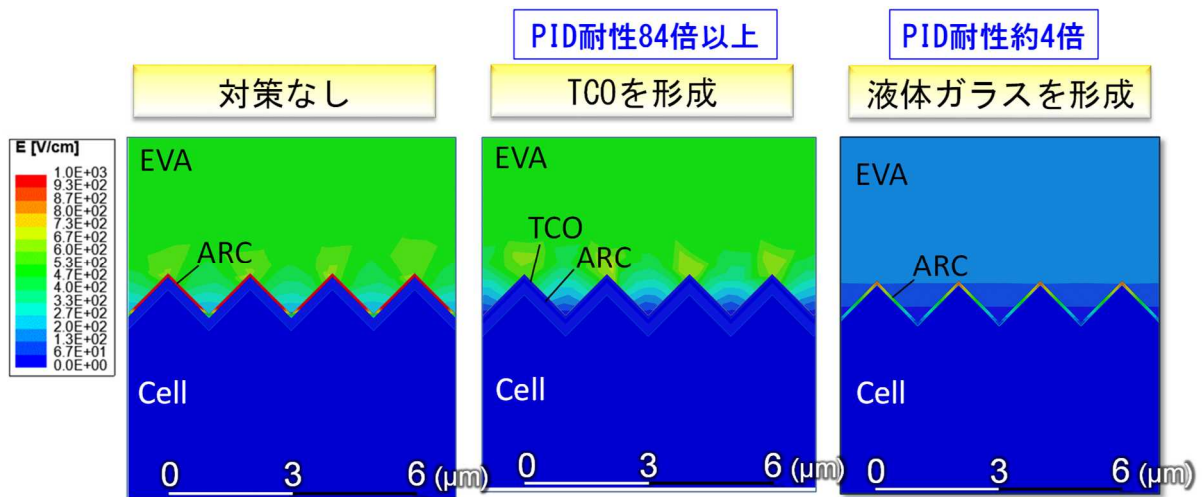 PID耐性84倍以上
PID耐性約4倍
対策なし
TCOを形成
液体ガラスを形成
E [V/cm]
1.0E+03
9.3E+02
8.7E+02
8.0E+02
7.3E+02
6.7E+02
6.0E+02
5.3E+02
4.7E+02
4.0E+02
3.3E+02
2.7E+02
2.0E+02
1.3E+02
6.7E+01
0.0E+00
EVA
ARC
Cell
0 3 6 (μm)
EVA
TCO
ARC
Cell
0 3 6 (μm)
EVA
ARC
Cell
0 3 6 (μm)